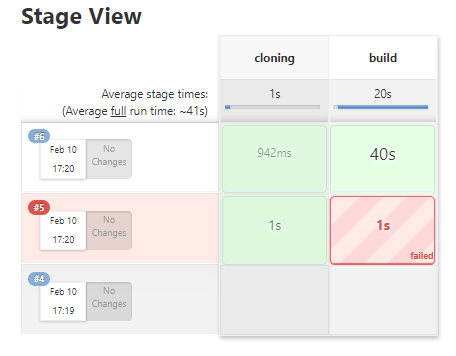 Stage View
cloning
build
Average stage times:
1s
20s
(Average full run time: ~41s)
#6
Feb 10
17:20
No
Changes
942ms
40s
#5
Feb 10
17:20
No
Changes
1s
1s
failed
#4
Feb 10
17:19
No
Changes